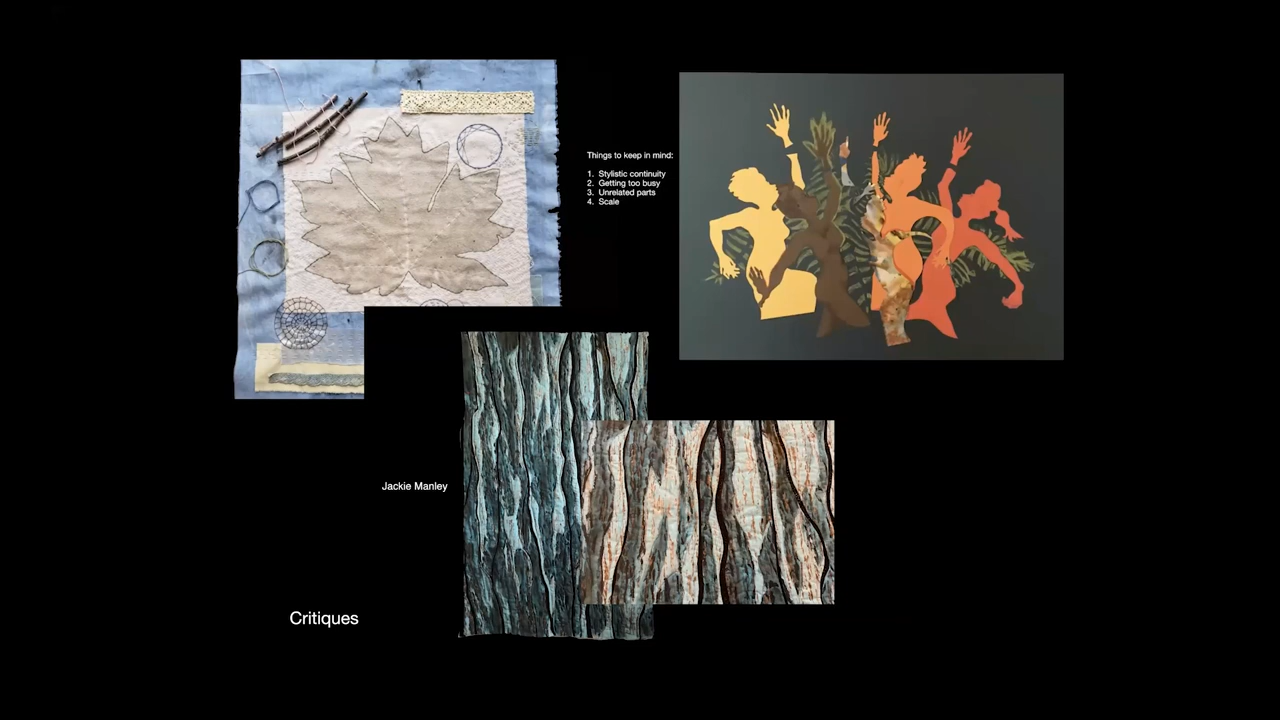 Things to keep in mind:
1. Stylistic continuity
2. Getting too busy
3. Unrelated parts
4. Scale
Jackie Manley
Critiques